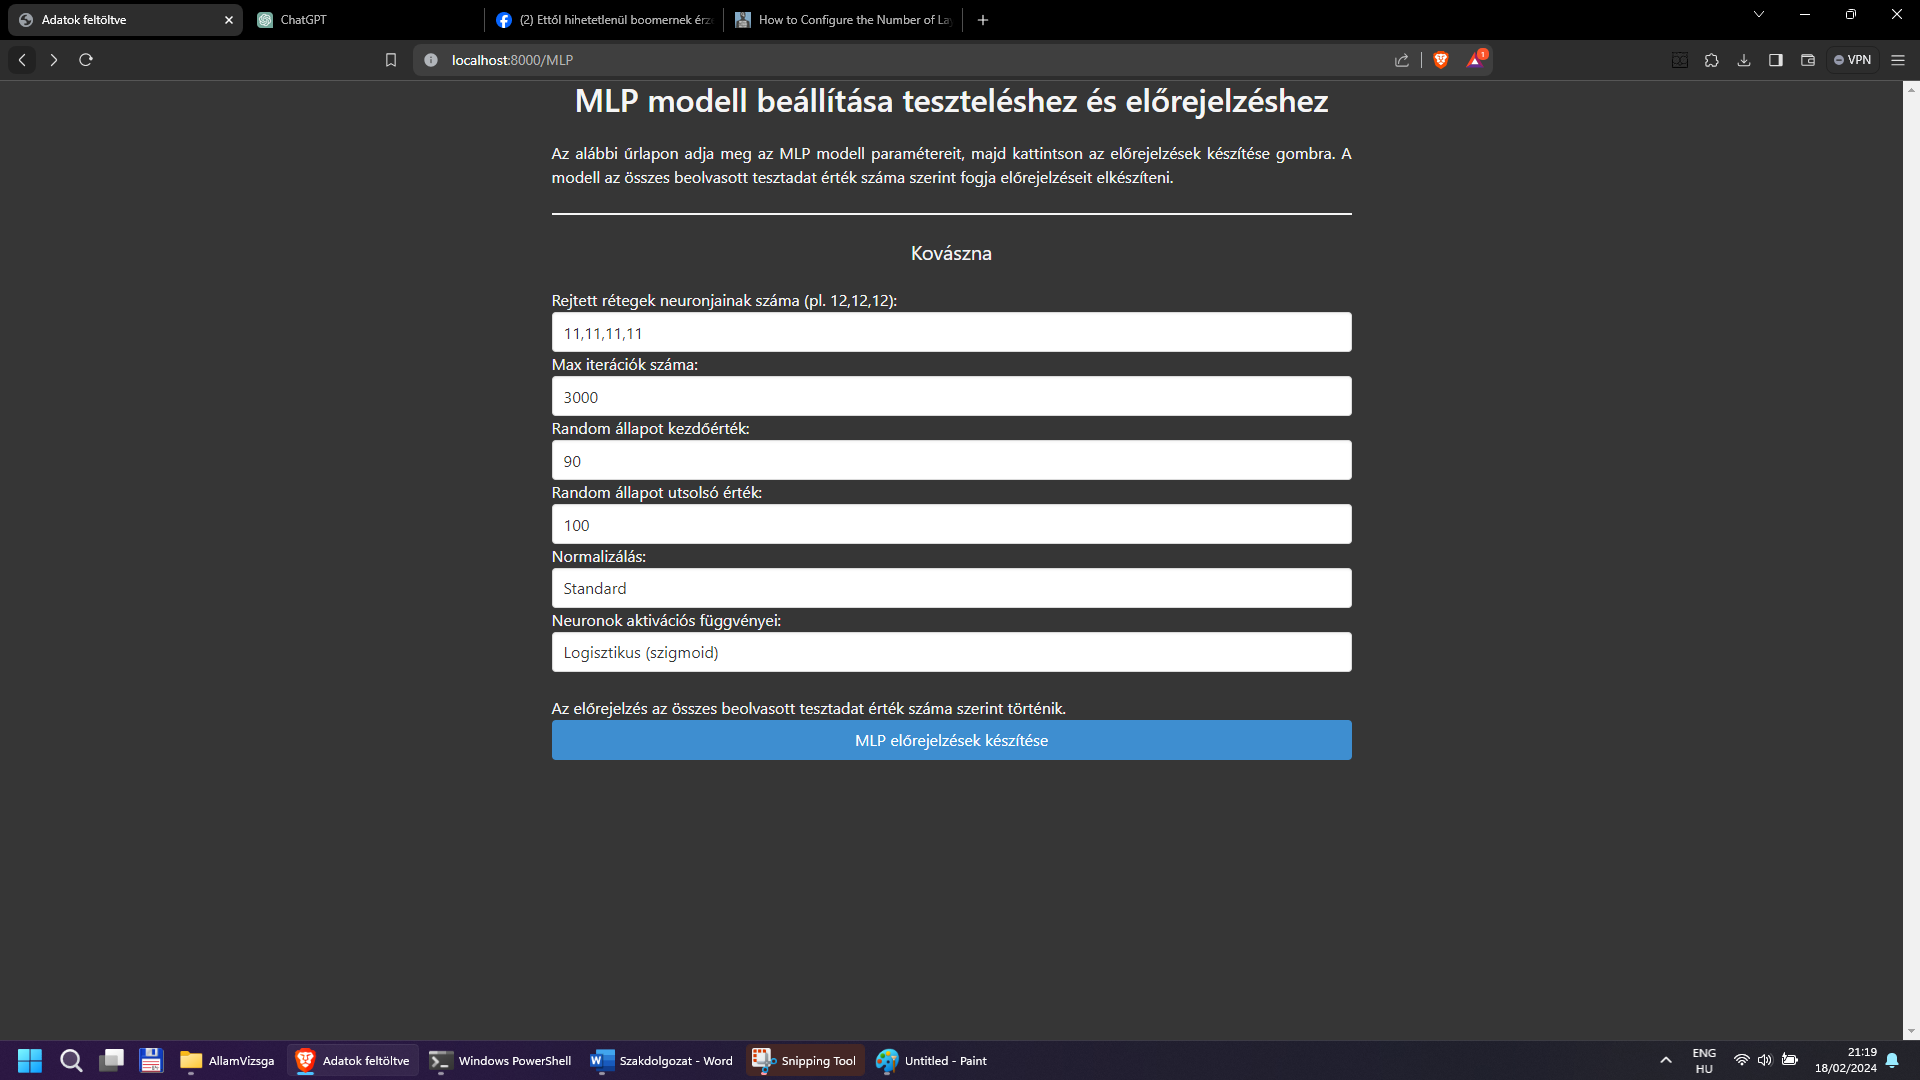 Adatok feltöltve
ChatGPT
(2) Ettől hihetetlenül boomernek érz
How to Configure the Number of La
localhost:8000/MLP
1
VPN
MLP modell beállítása teszteléshez és előrejelzéshez
Az alábbi űrlapon adja meg az MLP modell paramétereit, majd kattintson az előrejelzések készítése gombra. A
modell az összes beolvasott tesztadat érték száma szerint fogja előrejelzéseit elkészíteni.
Kovászna
Rejtett rétegek neuronjainak száma (pl. 12,12,12):
11,11,11,11
Max iterációk száma:
3000
Random állapot kezdőérték:
90
Random állapot utsolsó érték:
100
Normalizálás:
Standard
Neuronok aktivációs függvényei:
Logisztikus (szigmoid)
Az előrejelzés az összes beolvasott tesztadat érték száma szerint történik.
MLP előrejelzések készítése
AllamVizsga
Adatok feltöltve
Windows PowerShell
Szakdolgozat - Word
Snipping Tool
Untitled - Paint
ENG
HU
21:19
18/02/2024